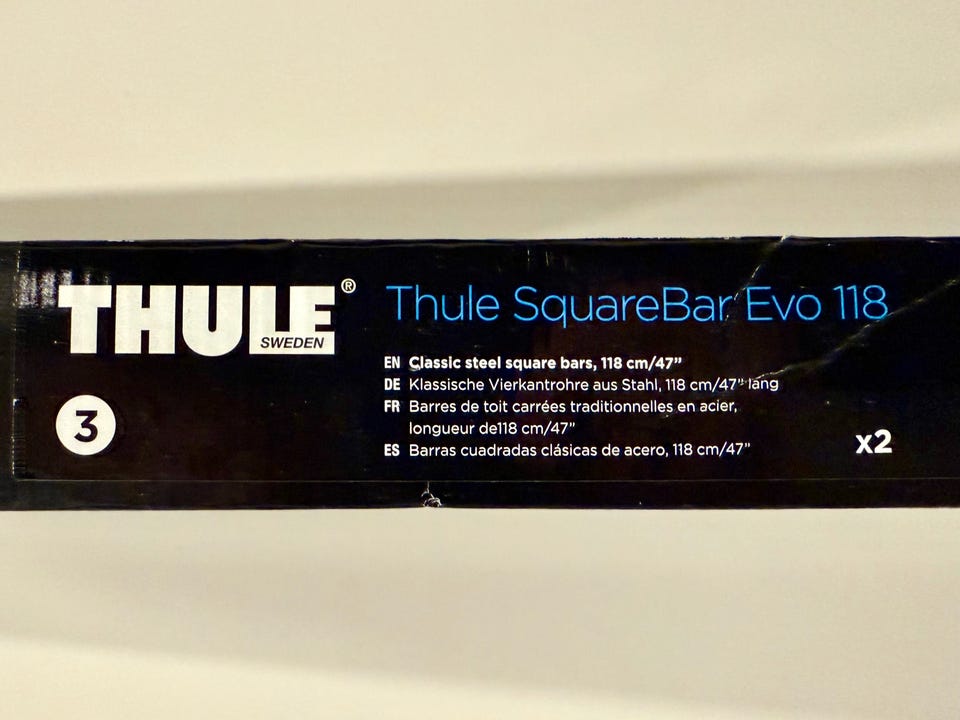 THULE®
SWEDEN
3
Thule SquareBar Evo 118
EN Classic steel square bars, 118 cm/47”
DE Klassische Vierkantrohre aus Stahl, 118 cm/47” lang
FR Barres de toit carrées traditionnelles en acier,
longueur de118 cm/47”
ES Barras cuadradas clásicas de acero, 118 cm/47”
x2